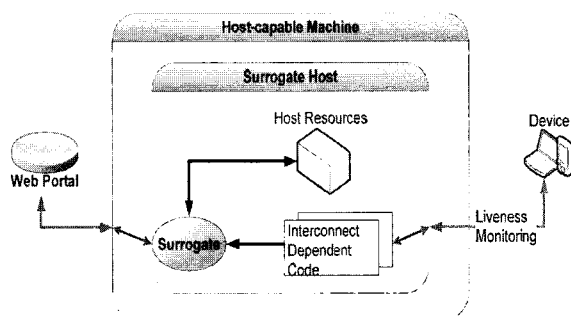 Host-capable Machine
Surrogate Host
Host Resources
Device
Web Portal
Surrogate
Interconnect
Dependent
Code
Liveness
Monitoring